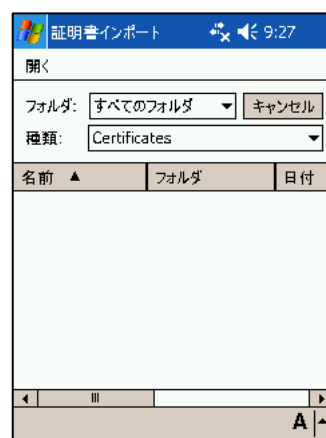 証明書インポート 9:27
開く
フォルダ: すべてのフォルダ キャンセル
種類: Certificates
名前 フォルダ 日付
A